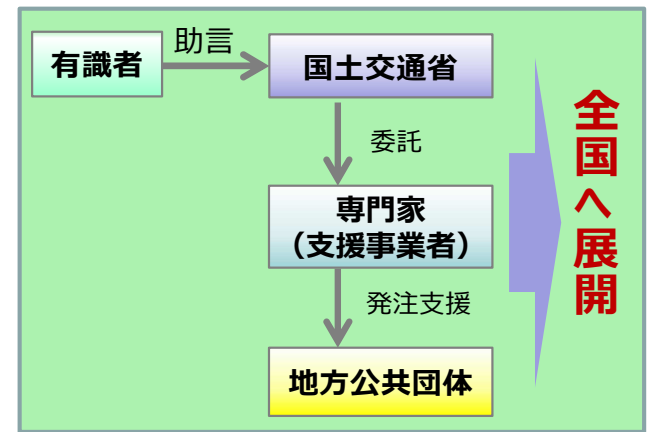 助言
有識者
国土交通省
委託
専門家
（支援事業者）
発注支援
地方公共団体
全国へ展開